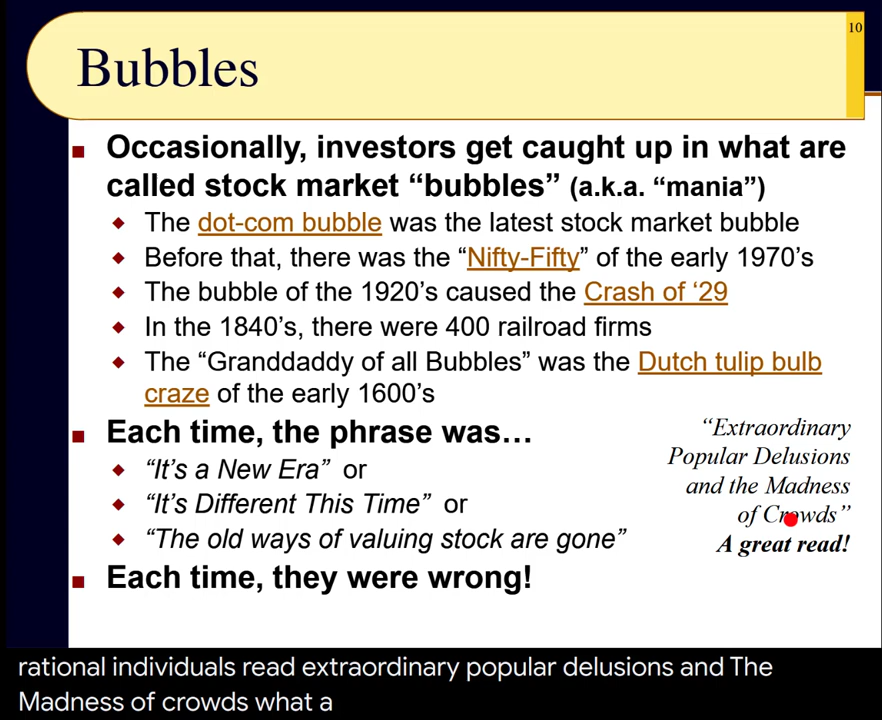 10
Bubbles
Occasionally, investors get caught up in what are
called stock market “bubbles” (a.k.a. “mania”)
The dot-com bubble was the latest stock market bubble
Before that, there was the “Nifty-Fifty” of the early 1970’s
The bubble of the 1920’s caused the Crash of ‘29
In the 1840’s, there were 400 railroad firms
The “Granddaddy of all Bubbles” was the Dutch tulip bulb
craze of the early 1600’s
Each time, the phrase was…
“It’s a New Era” or
“It’s Different This Time” or
“The old ways of valuing stock are gone”
Each time, they were wrong!
“Extraordinary
Popular Delusions
and the Madness
of Crowds”
A great read!
rational individuals read extraordinary popular delusions and The
Madness of crowds what a